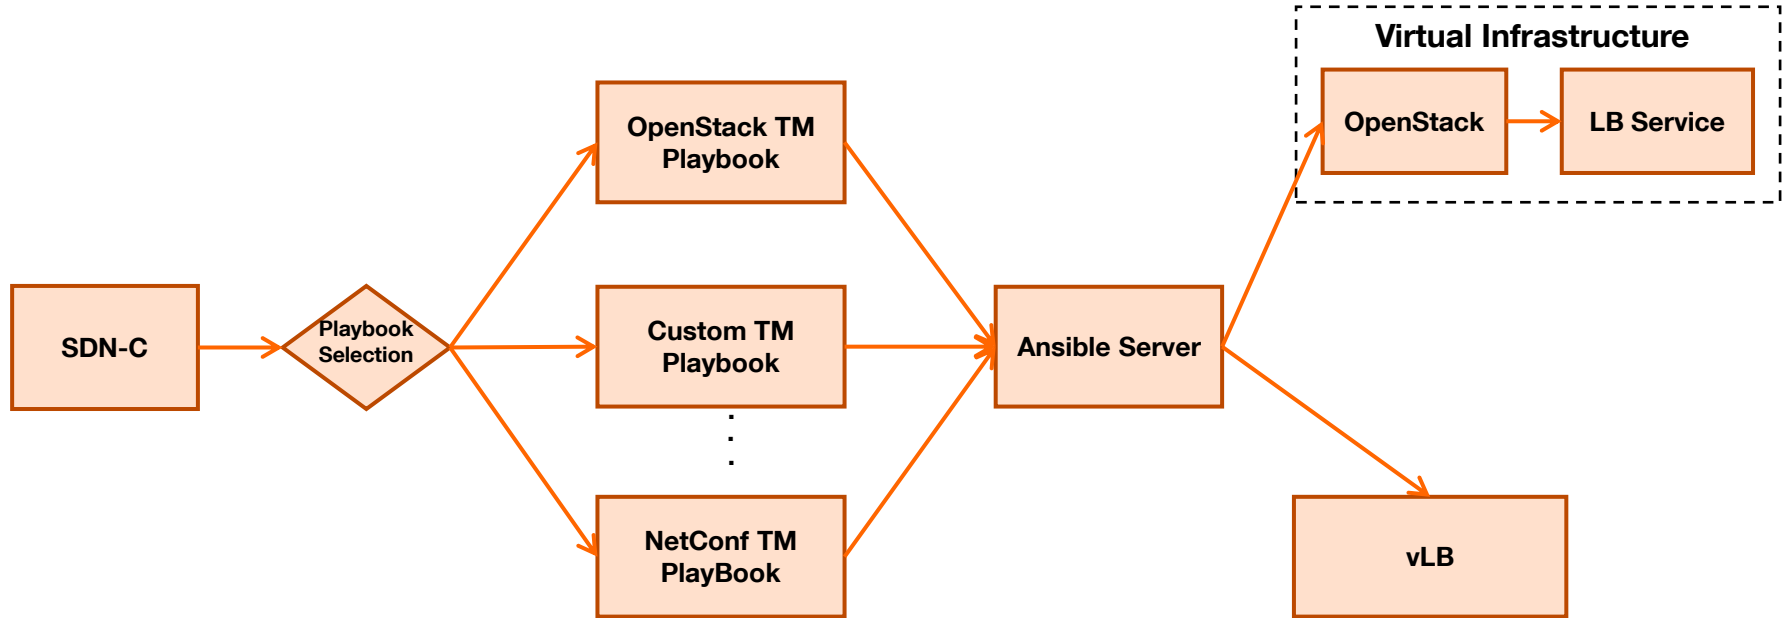 Virtual Infrastructure
OpenStack
LB Service
OpenStack TM
Playbook
SDN-C
Playbook
Selection
Custom TM
Playbook
Ansible Server
.
.
.
NetConf TM
PlayBook
vLB